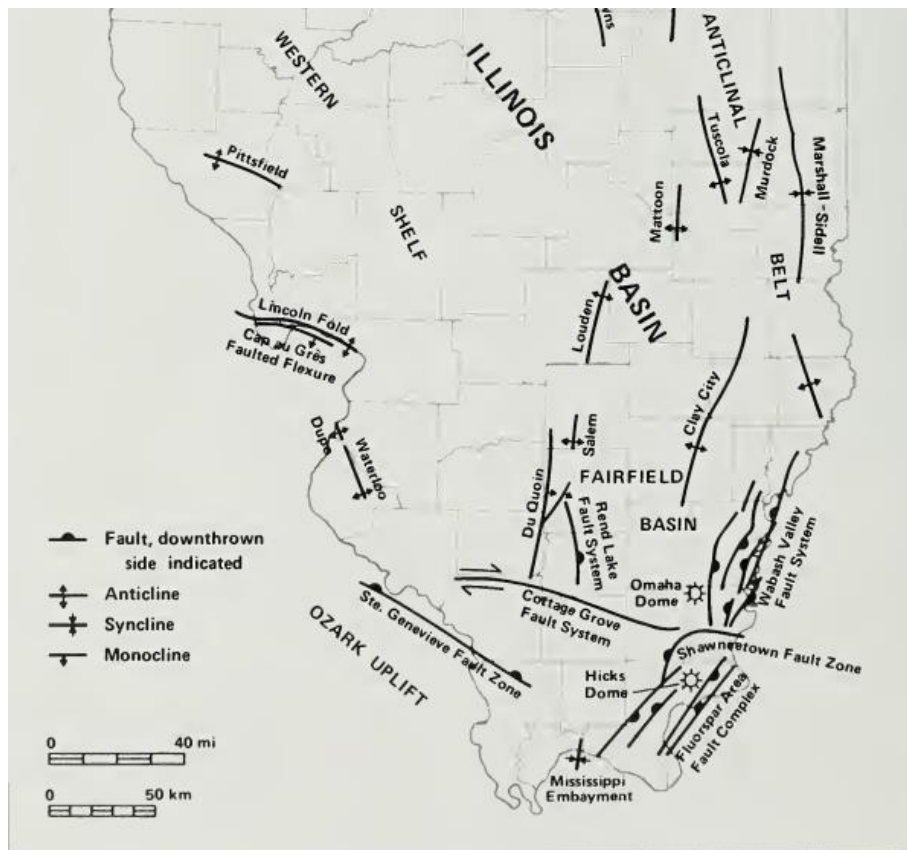 WESTERN
ILLINOIS
ANTICLINAL
Pittsfield
SHELF
Tuscola
Murdock
Marshall - Sidell
Mattoon
BELT
BASIN
Louden
Lincoln Fold
Cap au Grès
Faulted Flexure
Clay City
Dupo
Waterloo
Salem
FAIRFIELD
BASIN
Du Quoin
Rend Lake
Fault System
Wabash Valley
Fault System
Omaha
Dome
Cottage Grove
Fault System
Ste. Genevieve Fault Zone
OZARK UPLIFT
Shawneetown Fault Zone
Hicks
Dome
Fluorspar Area
Fault Complex
Mississippi
Embayment
Fault, downthrown
side indicated
Anticline
Syncline
Monocline
0 40 mi
0 50 km